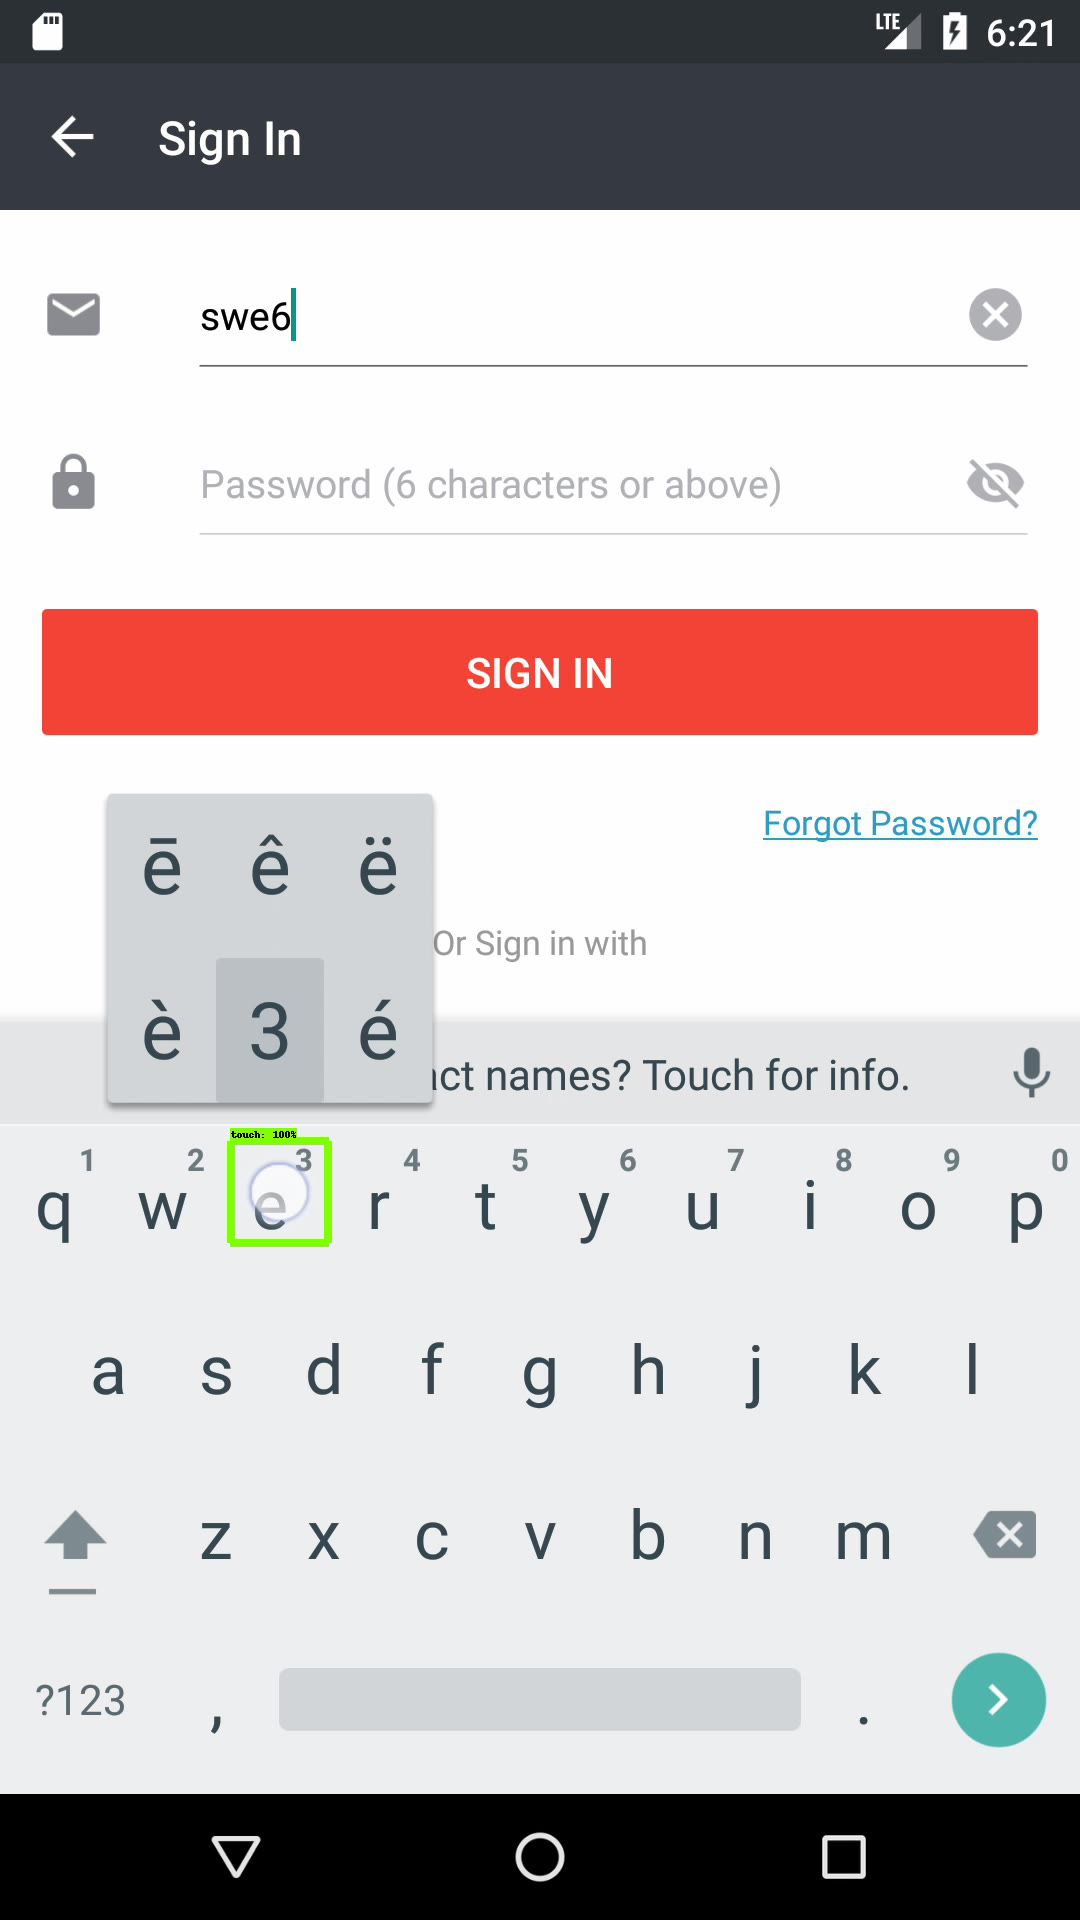 LTE 6:21
Sign In
swe6
Password (6 characters or above)
SIGN IN
Forgot Password?
Or Sign in with
ē ê ë
è 3 é
names? Touch for info.
touch: 100%
1 2 3 4 5 6 7 8 9 0
q w e r t y u i o p
a s d f g h j k l
z x c v b n m
?123 , .